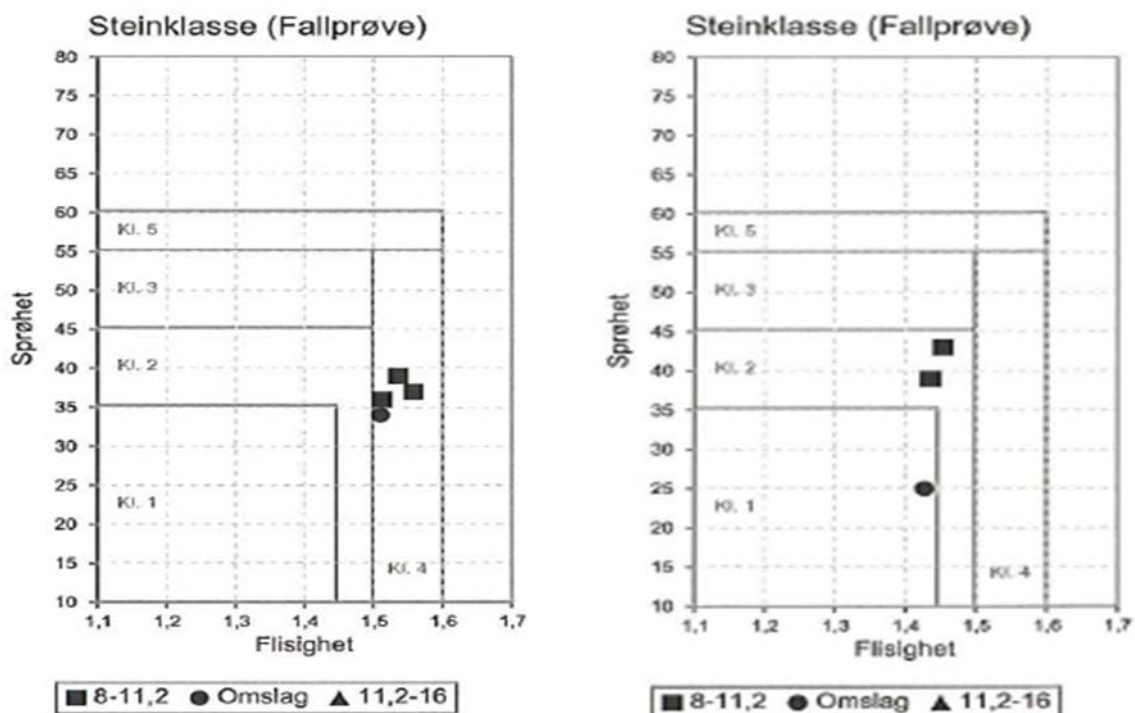 Steinklasse (Fallprøve)
80
75
70
65
60
55
50
45
40
35
30
25
20
15
10
Sprøhet
Kl. 5
Kl. 3
Kl. 2
Kl. 1
Kl. 4
1,1 1,2 1,3 1,4 1,5 1,6 1,7
Flisighet
8-11,2 Omslag 11,2-16
Steinklasse (Fallprøve)
80
75
70
65
60
55
50
45
40
35
30
25
20
15
10
Sprøhet
Kl. 5
Kl. 3
Kl. 2
Kl. 1
Kl. 4
1,1 1,2 1,3 1,4 1,5 1,6 1,7
Flisighet
8-11,2 Omslag 11,2-16